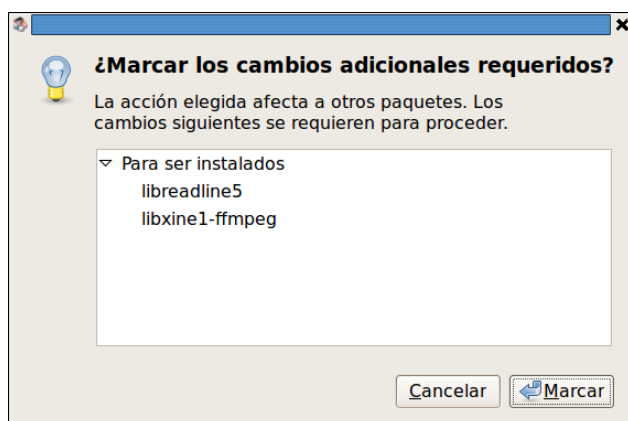 ¿Marcar los cambios adicionales requeridos?
La acción elegida afecta a otros paquetes. Los
cambios siguientes se requieren para proceder.
Para ser instalados
libreadline5
libxine1-ffmpeg
Cancelar
Marcar